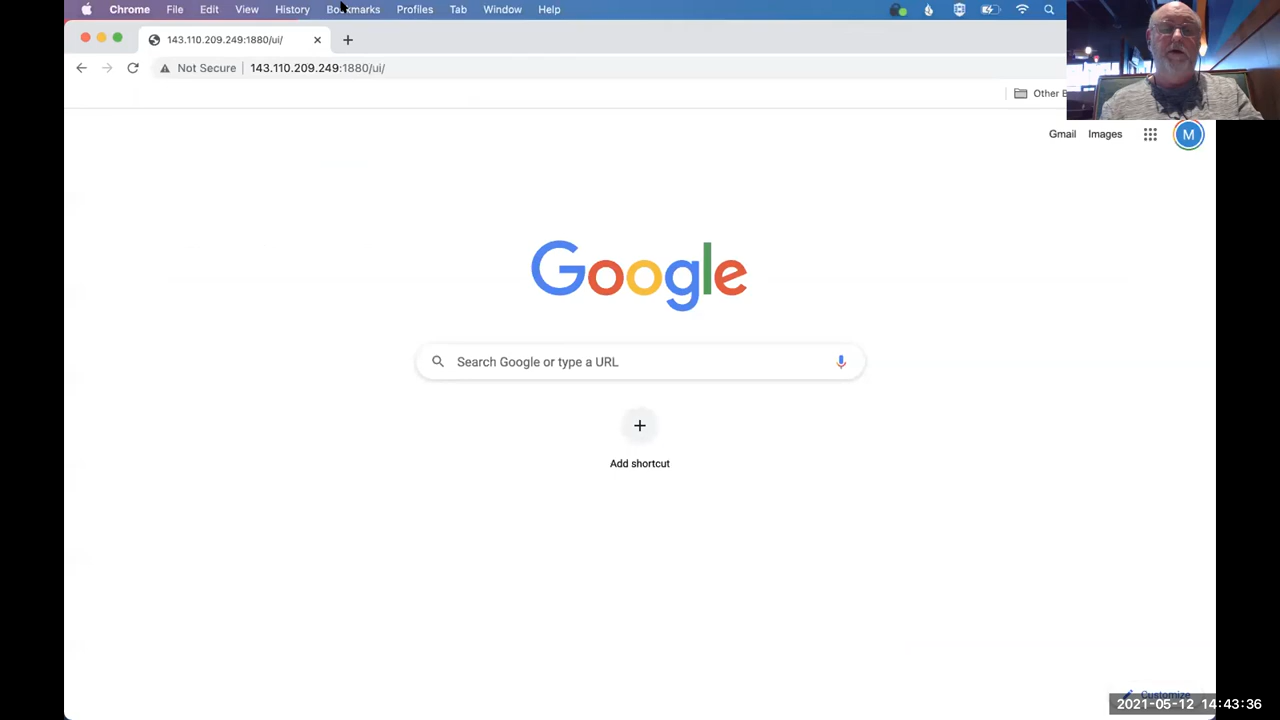 Chrome File Edit View History Bookmarks Profiles Tab Window Help
143.110.209.249:1880/ui/
Not Secure 143.110.209.249:1880/ui/
Other B
Gmail Images M
Google
Search Google or type a URL
Add shortcut
Customize
2021-05-12 14:43:36